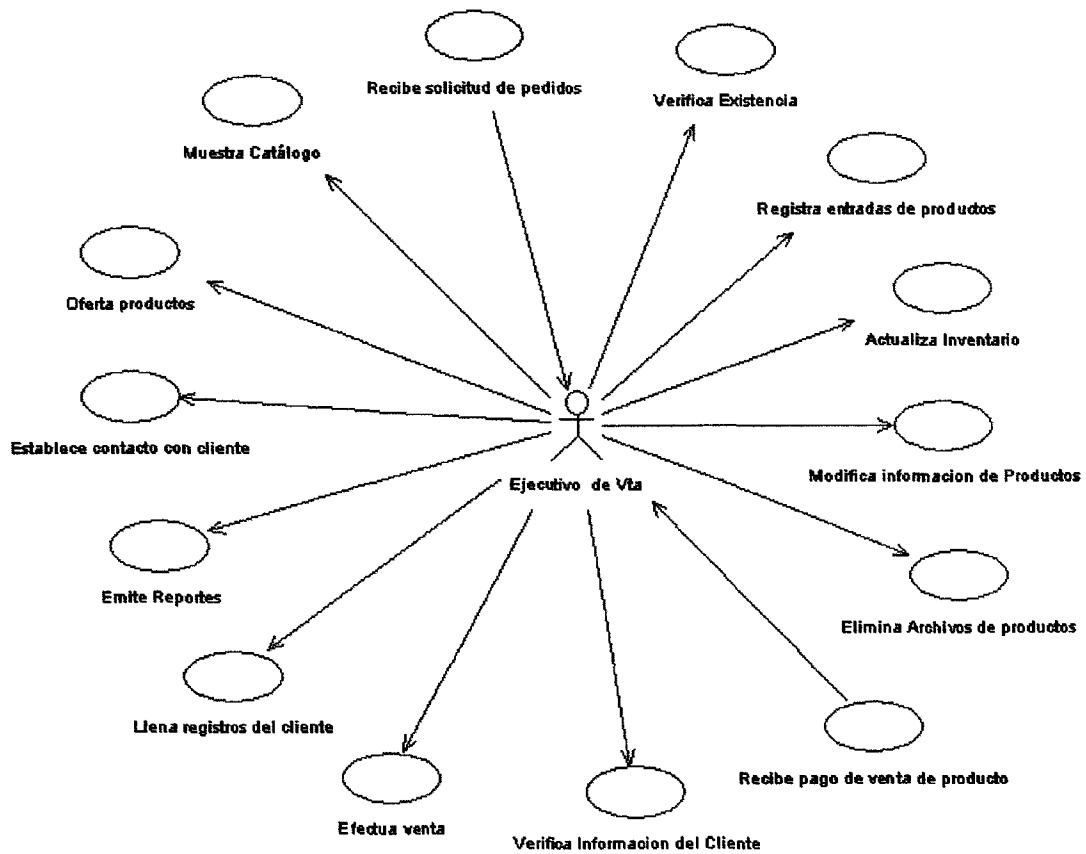 Recibe solicitud de pedidos
Verifica Existencia
Muestra Catálogo
Registra entradas de productos
Oferta productos
Actualiza Inventario
Establece contacto con cliente
Modifica informacion de Productos
Ejecutivo de Vta
Emite Reportes
Elimina Archivos de productos
Llena registros del cliente
Recibe pago de venta de producto
Efectua venta
Verifica Informacion del Cliente